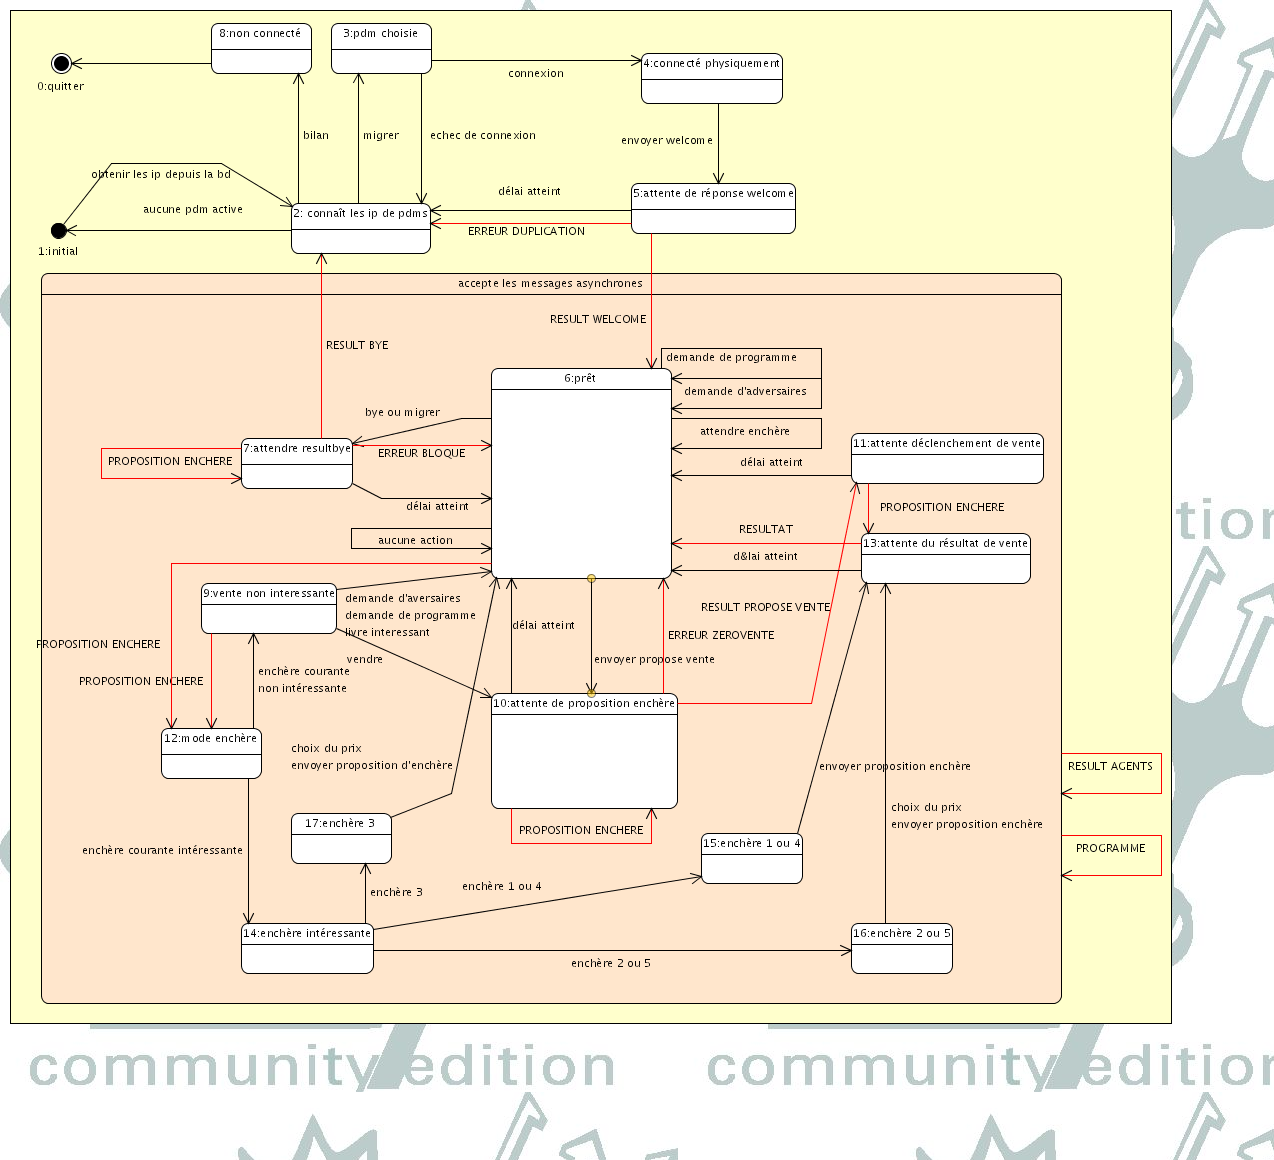 8:non connecté
3:pdm choisie
4:connecté physiquement
connexion
0:quitter
bilan
migrer
echec de connexion
envoyer welcome
obtenir les ip depuis la bd
délai atteint
5:attente de réponse welcome
aucune pdm active
2: connaît les ip de pdms
ERREUR DUPLICATION
1:initial
accepte les messages asynchrones
RESULT WELCOME
RESULT BYE
demande de programme
6:prêt
demande d'adversaires
bye ou migrer
attendre enchère
11:attente déclenchement de vente
7:attendre resultbye
ERREUR BLOQUE
PROPOSITION ENCHERE
délai atteint
délai atteint
PROPOSITION ENCHERE
tion
RESULTAT
aucune action
13:attente du résultat de vente
d&lai atteint
9:vente non interessante
demande d'aversaires
demande de programme
livre interessant
RESULT PROPOSE VENTE
délai atteint
ERREUR ZEROVENTE
PROPOSITION ENCHERE
vendre
envoyer propose vente
enchère courante
non intéressante
PROPOSITION ENCHERE
10:attente de proposition enchère
12:mode enchère
choix du prix
envoyer proposition d'enchère
envoyer proposition enchère
RESULT AGENTS
choix du prix
envoyer proposition enchère
17:enchère 3
PROPOSITION ENCHERE
15:enchère 1 ou 4
PROGRAMME
enchère courante intéressante
enchère 3
enchère 1 ou 4
14:enchère intéressante
16:enchère 2 ou 5
enchère 2 ou 5
community edition
community edition